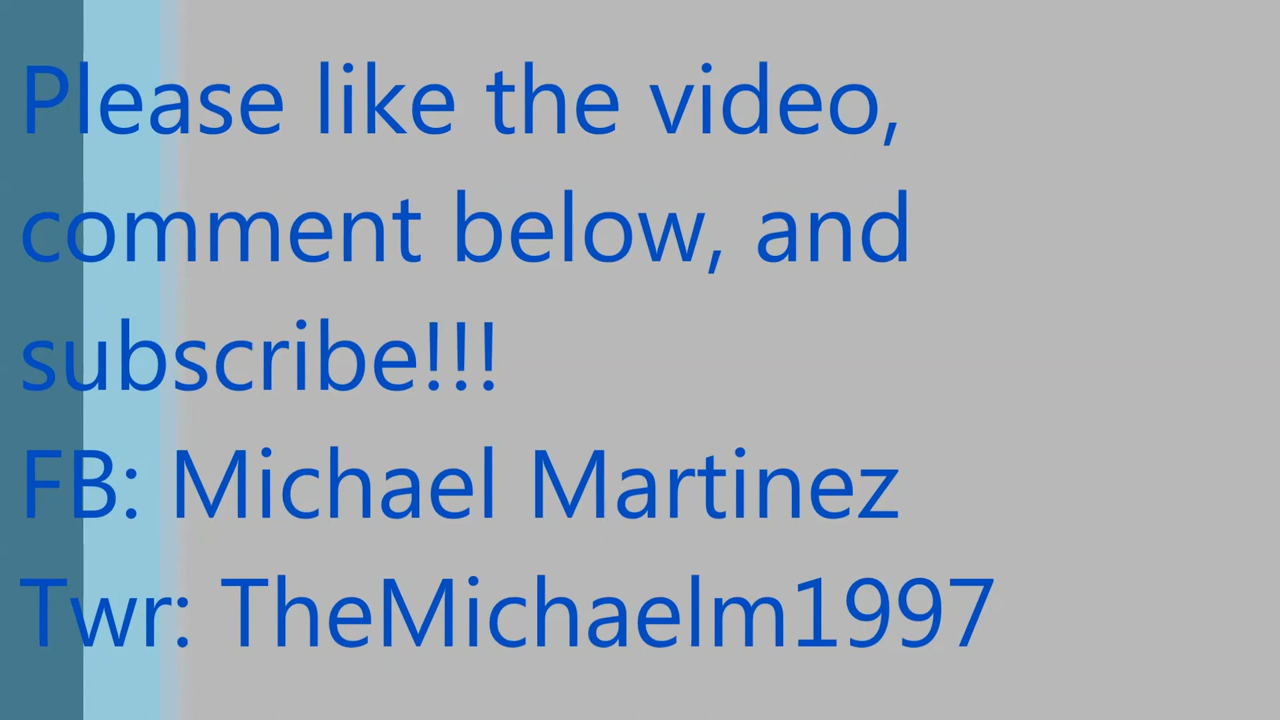 Please like the video,
comment below, and
subscribe!!!
FB: Michael Martinez
Twr: TheMichaelm1997